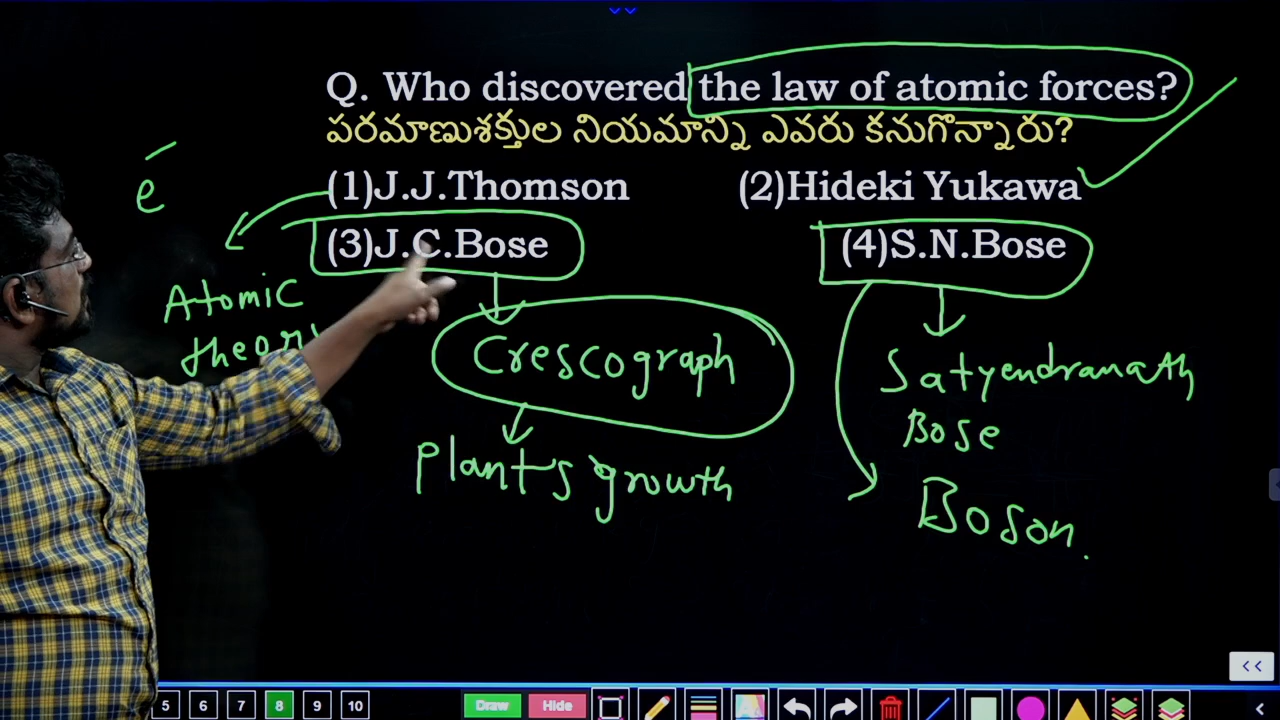 Q. Who discovered the law of atomic forces?
పరమాణుశక్తుల నియమాన్ని ఎవరు కనుగొన్నారు?
e
(1)J.J.Thomson (2)Hideki Yukawa
(3)J.C.Bose (4)S.N.Bose
Atomic
Crescograph
Satyendranath
Bose
Plants growth
Boson.
<<
5 6 7 8 9 10 Draw Hide
<